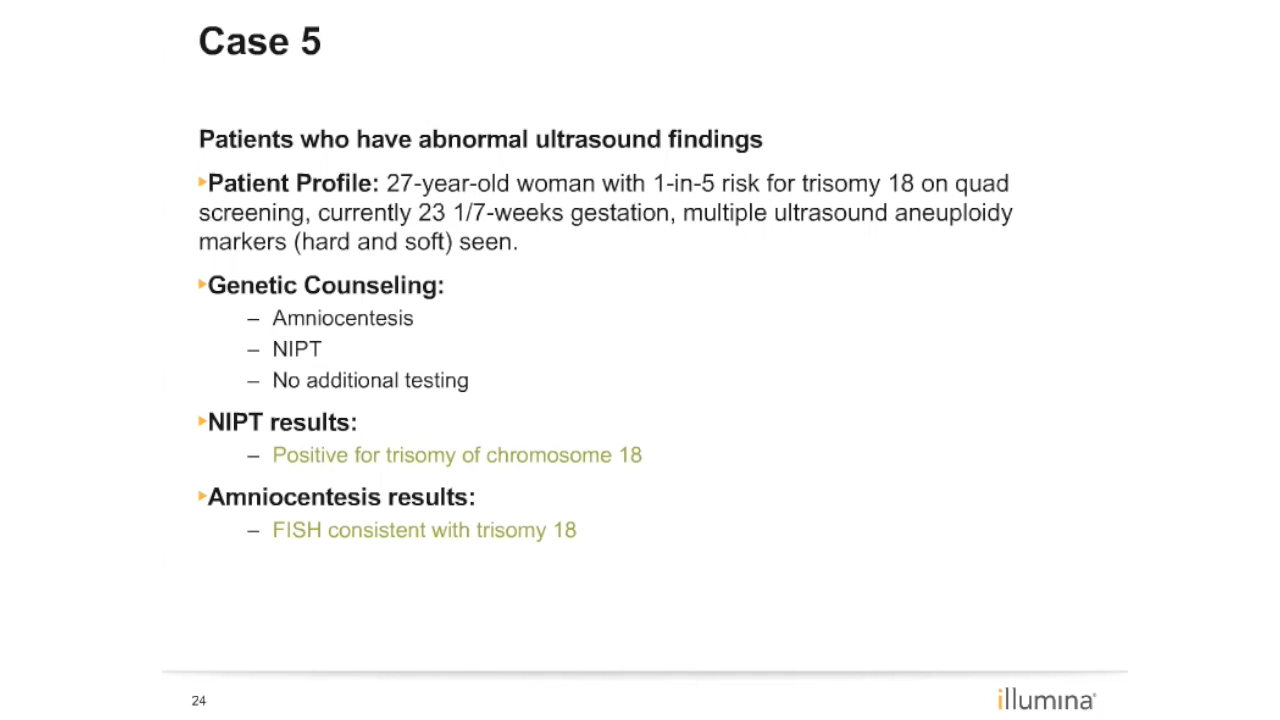 Case 5
Patients who have abnormal ultrasound findings
▸Patient Profile: 27-year-old woman with 1-in-5 risk for trisomy 18 on quad
screening, currently 23 1/7-weeks gestation, multiple ultrasound aneuploidy
markers (hard and soft) seen.
▸Genetic Counseling:
– Amniocentesis
– NIPT
– No additional testing
▸NIPT results:
– Positive for trisomy of chromosome 18
▸Amniocentesis results:
– FISH consistent with trisomy 18
24
illumina®